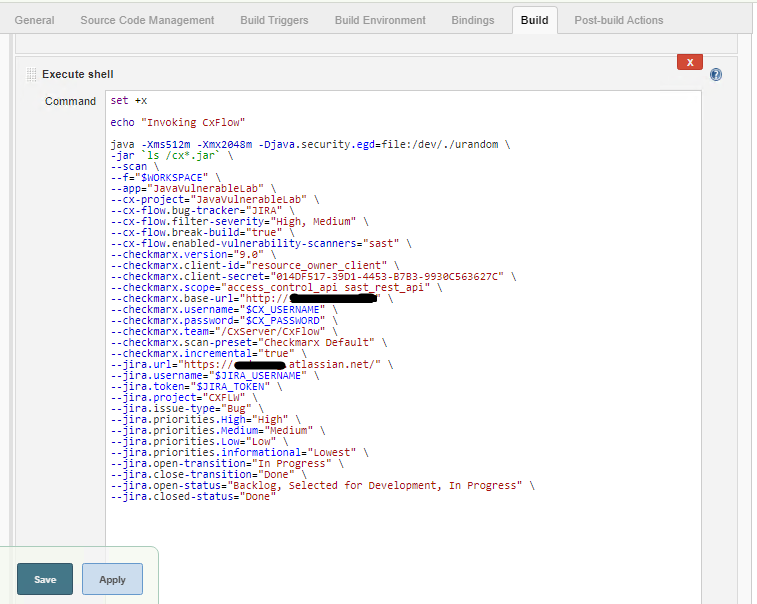 General Source Code Management Build Triggers Build Environment Bindings Build Post-build Actions
X
Execute shell
Command
set +x
echo "Invoking CxFlow"
java -Xms512m -Xmx2048m -Djava.security.egd=file:/dev/./urandom \
-jar `ls /cx*.jar` \
--scan \
--f="$WORKSPACE" \
--app="JavaVulnerableLab" \
--cx-project="JavaVulnerableLab" \
--cx-flow.bug-tracker="JIRA" \
--cx-flow.filter-severity="High, Medium" \
--cx-flow.break-build="true" \
--cx-flow.enabled-vulnerability-scanners="sast" \
--checkmarx.version="9.0" \
--checkmarx.client-id="resource_owner_client" \
--checkmarx.client-secret="014DF517-39D1-4453-B7B3-9930C563627C" \
--checkmarx.scope="access_control_api sast_rest_api" \
--checkmarx.base-url="http://" \
--checkmarx.username="$CX_USERNAME" \
--checkmarx.password="$CX_PASSWORD" \
--checkmarx.team="/CxServer/CxFlow" \
--checkmarx.scan-preset="Checkmarx Default" \
--checkmarx.incremental="true" \
--jira.url="https:// .atlassian.net/" \
--jira.username="$JIRA_USERNAME" \
--jira.token="$JIRA_TOKEN" \
--jira.project="CXFLW" \
--jira.issue-type="Bug" \
--jira.priorities.High="High" \
--jira.priorities.Medium="Medium" \
--jira.priorities.Low="Low" \
--jira.priorities.informational="Lowest" \
--jira.open-transition="In Progress" \
--jira.close-transition="Done" \
--jira.open-status="Backlog, Selected for Development, In Progress" \
--jira.closed-status="Done"
Save Apply